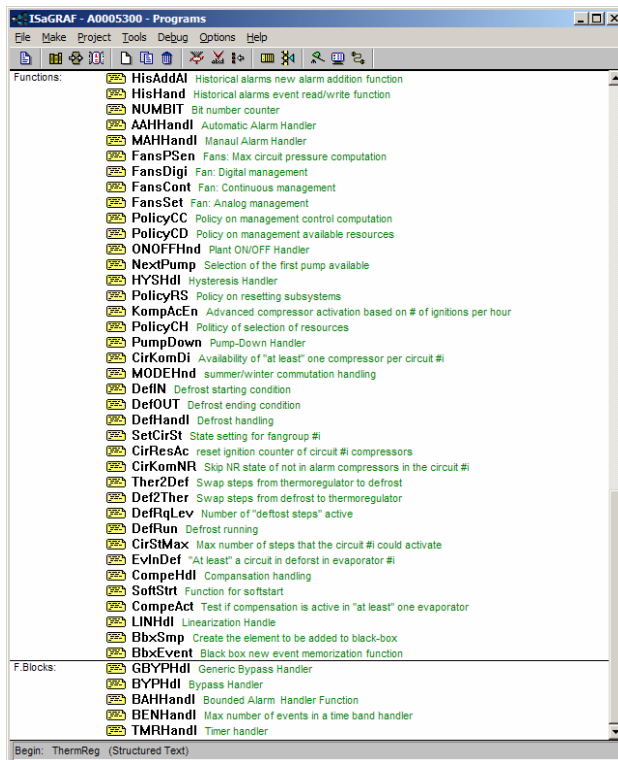 ISaGRAF - A0005300 - Programs
File Make Project Tools Debug Options Help
Functions:
HisAddAl Historical alarms new alarm addition function
HisHand Historical alarms event read/write function
NUMBIT Bit number counter
AAHHandl Automatic Alarm Handler
MAHHandl Manaul Alarm Handler
FansPSen Fans: Max circuit pressure computation
FansDigi Fan: Digital management
FansCont Fan: Continuous management
FansSet Fan: Analog management
PolicyCC Policy on management control computation
PolicyCD Policy on management available resources
ONOFFHnd Plant ON/OFF Handler
NextPump Selection of the first pump available
HYSHdl Hysteresis Handler
PolicyRS Policy on resetting subsystems
KompAcEn Advanced compressor activation based on # of ignitions per hour
PolicyCH Politicy of selection of resources
PumpDown Pump-Down Handler
CirKomDi Availability of "at least" one compressor per circuit #i
MODEHnd summer/winter commutation handling
DefIN Defrost starting condition
DefOUT Defrost ending condition
DefHandl Defrost handling
SetCirSt State setting for fangroup #i
CirResAc reset ignition counter of circuit #i compressors
CirKomNR Skip NR state of not in alarm compressors in the circuit #i
Ther2Def Swap steps from thermoregulator to defrost
Def2Ther Swap steps from defrost to thermoregulator
DefRqLev Number of "deftost steps" active
DefRun Defrost running
CirStMax Max number of steps that the circuit #i could activate
EvInDef "At least" a circuit in deforst in evaporator #i
CompeHdl Compansation handling
SoftStrt Function for softstart
CompeAct Test if compensation is active in "at least" one evaporator
LINHdl Linearization Handle
BbxSmp Create the element to be added to black-box
BbxEvent Black box new event memorization function
F.Blocks:
GBYPHdl Generic Bypass Handler
BYPHdl Bypass Handler
BAHHandl Bounded Alarm Handler Function
BENHandl Max number of events in a time band handler
TMRHandl Timer handler
Begin: ThermReg (Structured Text)